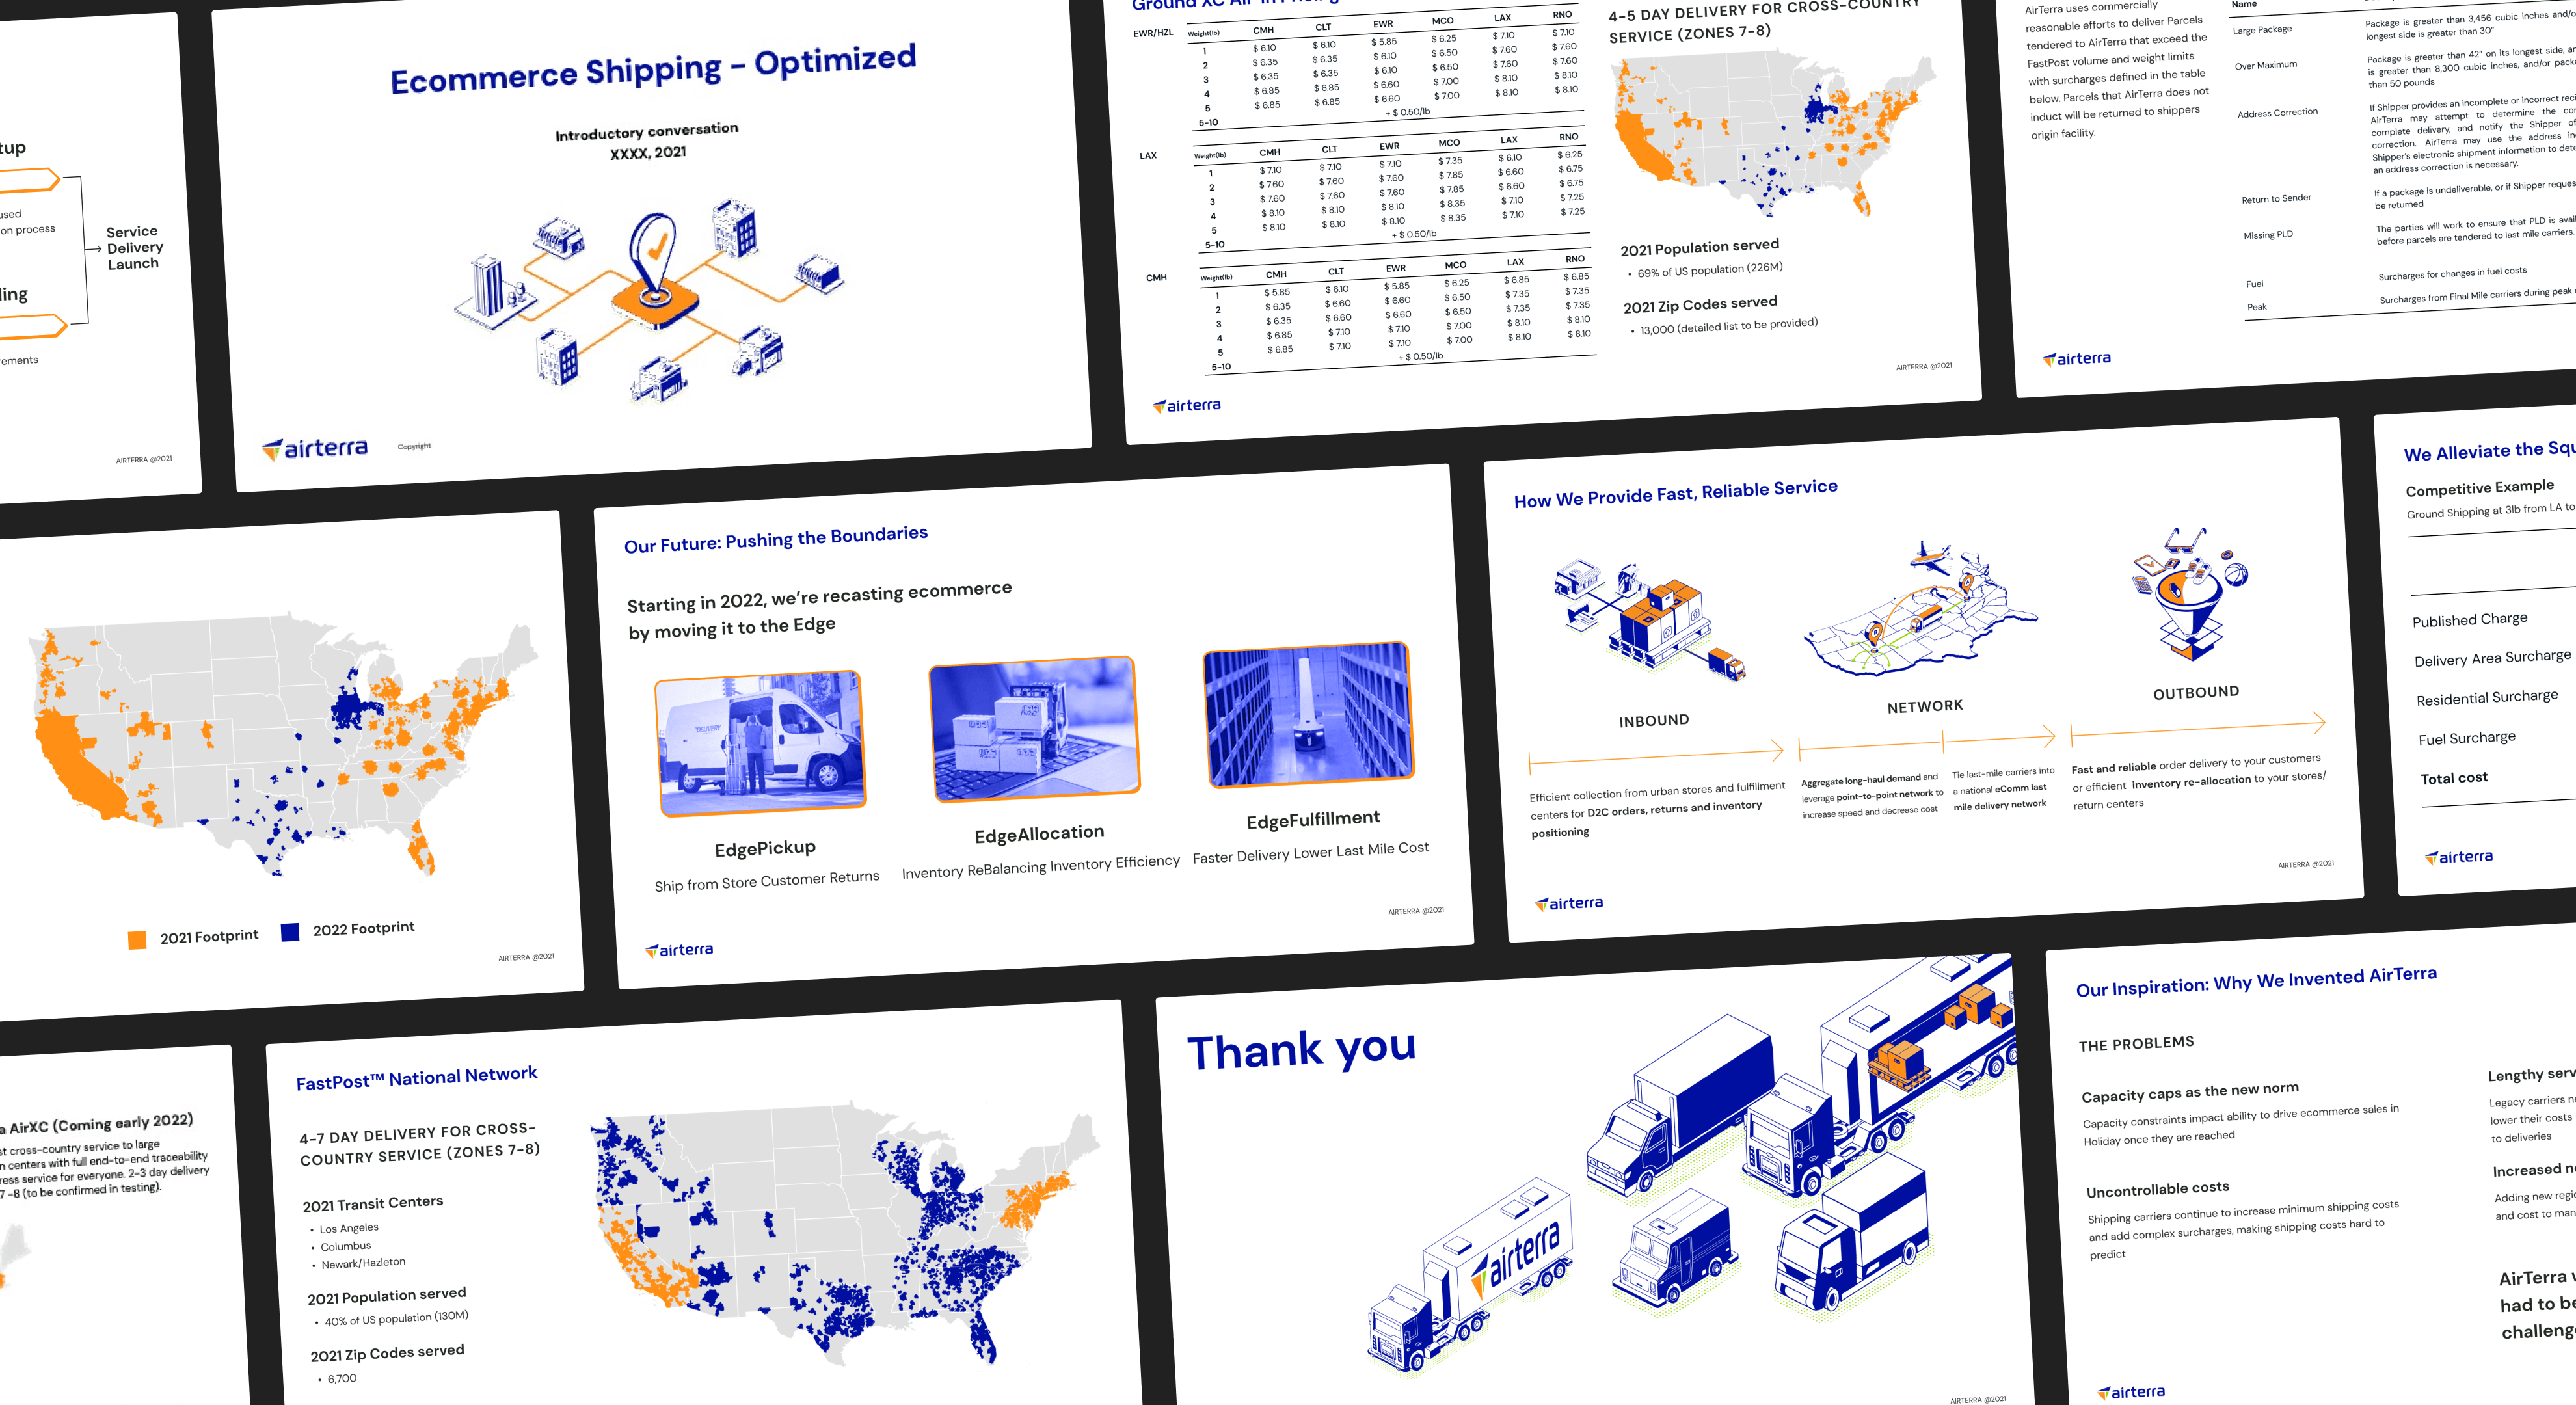 tup
used
on process
Service
Delivery
Launch
ling
rements
AIRTERRA @2021
Ecommerce Shipping – Optimized
Introductory conversation
XXXX, 2021
airterra
Copyright
EWR/HZL
Weight(lb) CMH CLT EWR MCO LAX RNO
1 $ 6.10 $ 6.10 $ 5.85 $ 6.25 $ 7.10 $ 7.10
2 $ 6.35 $ 6.35 $ 6.10 $ 6.50 $ 7.60 $ 7.60
3 $ 6.35 $ 6.35 $ 6.10 $ 6.50 $ 7.60 $ 7.60
4 $ 6.85 $ 6.85 $ 6.60 $ 7.00 $ 8.10 $ 8.10
5 $ 6.85 $ 6.85 $ 6.60 $ 7.00 $ 8.10 $ 8.10
5-10 + $ 0.50/lb
LAX
Weight(lb) CMH CLT EWR MCO LAX RNO
1 $ 7.10 $ 7.10 $ 7.10 $ 7.35 $ 6.10 $ 6.25
2 $ 7.60 $ 7.60 $ 7.60 $ 7.85 $ 6.60 $ 6.75
3 $ 7.60 $ 7.60 $ 7.60 $ 7.85 $ 6.60 $ 6.75
4 $ 8.10 $ 8.10 $ 8.10 $ 8.35 $ 7.10 $ 7.25
5 $ 8.10 $ 8.10 $ 8.10 $ 8.35 $ 7.10 $ 7.25
5-10 + $ 0.50/lb
CMH
Weight(lb) CMH CLT EWR MCO LAX RNO
1 $ 5.85 $ 6.10 $ 5.85 $ 6.25 $ 6.85 $ 6.85
2 $ 6.35 $ 6.60 $ 6.60 $ 6.50 $ 7.35 $ 7.35
3 $ 6.35 $ 6.60 $ 6.60 $ 6.50 $ 7.35 $ 7.35
4 $ 6.85 $ 7.10 $ 7.10 $ 7.00 $ 8.10 $ 8.10
5 $ 6.85 $ 7.10 $ 7.10 $ 7.00 $ 8.10 $ 8.10
5-10 + $ 0.50/lb
airterra
4-5 DAY DELIVERY FOR CROSS-COUNTRY
SERVICE (ZONES 7-8)
2021 Population served
• 69% of US population (226M)
2021 Zip Codes served
• 13,000 (detailed list to be provided)
AIRTERRA @2021
AirTerra uses commercially
reasonable efforts to deliver Parcels
tendered to AirTerra that exceed the
FastPost volume and weight limits
with surcharges defined in the table
below. Parcels that AirTerra does not
induct will be returned to shippers
origin facility.
Name
Large Package
Package is greater than 3,456 cubic inches and/o
longest side is greater than 30"
Over Maximum
Package is greater than 42" on its longest side, an
is greater than 8,300 cubic inches, and/or packa
than 50 pounds
Address Correction
If Shipper provides an incomplete or incorrect reci
AirTerra may attempt to determine the cor
complete delivery, and notify the Shipper of
correction. AirTerra may use the address in
Shipper's electronic shipment information to dete
an address correction is necessary.
Return to Sender
If a package is undeliverable, or if Shipper reques
be returned
Missing PLD
The parties will work to ensure that PLD is avai
before parcels are tendered to last mile carriers.
Fuel
Surcharges for changes in fuel costs
Peak
Surcharges from Final Mile carriers during peak
airterra
2021 Footprint
2022 Footprint
AIRTERRA @2021
Our Future: Pushing the Boundaries
Starting in 2022, we're recasting ecommerce
by moving it to the Edge
DELIVERY
EdgePickup
Ship from Store Customer Returns
EdgeAllocation
Inventory ReBalancing Inventory Efficiency
EdgeFulfillment
Faster Delivery Lower Last Mile Cost
AIRTERRA @2021
airterra
How We Provide Fast, Reliable Service
INBOUND
NETWORK
OUTBOUND
Efficient collection from urban stores and fulfillment
centers for D2C orders, returns and inventory
positioning
Aggregate long-haul demand and
leverage point-to-point network to
increase speed and decrease cost
Tie last-mile carriers into
a national eComm last
mile delivery network
Fast and reliable order delivery to your customers
or efficient inventory re-allocation to your stores/
return centers
AIRTERRA @2021
airterra
We Alleviate the Squ
Competitive Example
Ground Shipping at 3lb from LA to
Published Charge
Delivery Area Surcharge
Residential Surcharge
Fuel Surcharge
Total cost
airterra
a AirXC (Coming early 2022)
st cross-country service to large
n centers with full end-to-end traceability
ress service for everyone. 2-3 day delivery
7 -8 (to be confirmed in testing).
FastPost™ National Network
4-7 DAY DELIVERY FOR CROSS-
COUNTRY SERVICE (ZONES 7-8)
2021 Transit Centers
• Los Angeles
• Columbus
• Newark/Hazleton
2021 Population served
• 40% of US population (130M)
2021 Zip Codes served
• 6,700
Thank you
airterra
AIRTERRA @2021
Our Inspiration: Why We Invented AirTerra
THE PROBLEMS
Capacity caps as the new norm
Capacity constraints impact ability to drive ecommerce sales in
Holiday once they are reached
Uncontrollable costs
Shipping carriers continue to increase minimum shipping costs
and add complex surcharges, making shipping costs hard to
predict
Lengthy serv
Legacy carriers ne
lower their costs
to deliveries
Increased n
Adding new regi
and cost to man
AirTerra
had to be
challeng
airterra